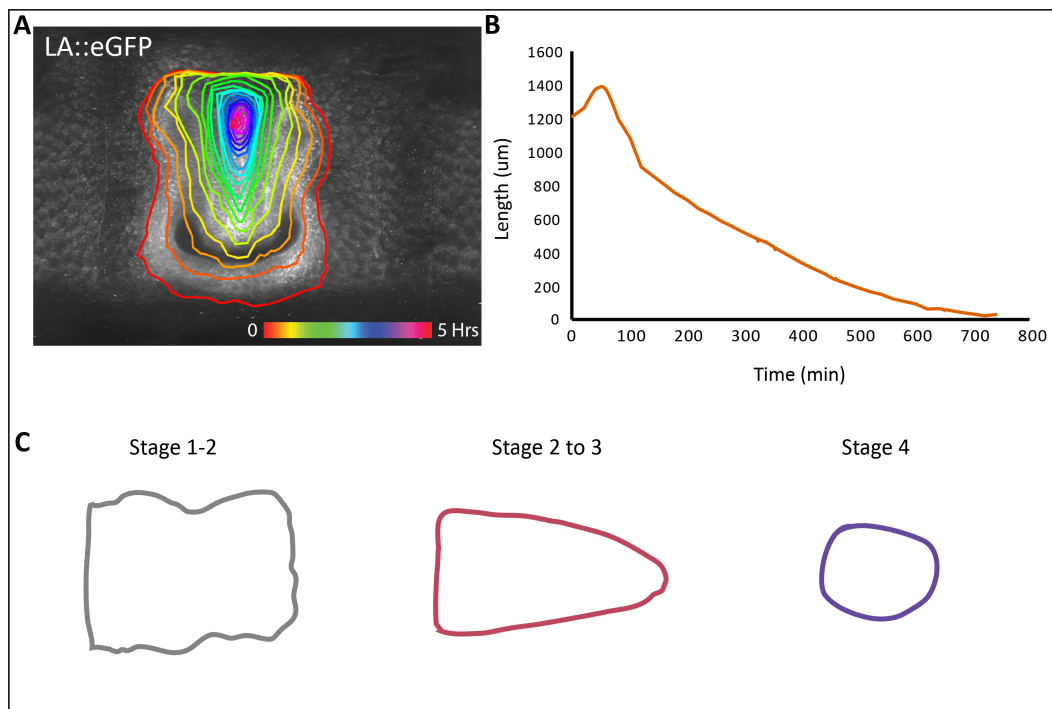 A
LA::eGFP
0 5 Hrs
B
1600
1400
1200
1000
800
600
400
200
0
Length (um)
0 100 200 300 400 500 600 700 800
Time (min)
C
Stage 1-2 Stage 2 to 3 Stage 4